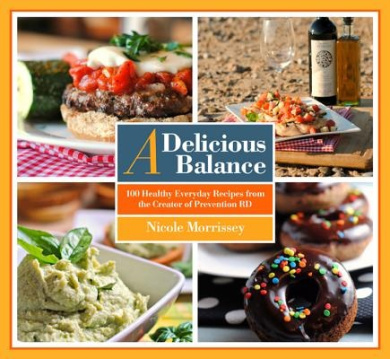 A Delicious
Balance
100 Healthy Everyday Recipes from
the Creator of Prevention RD
Nicole Morrissey